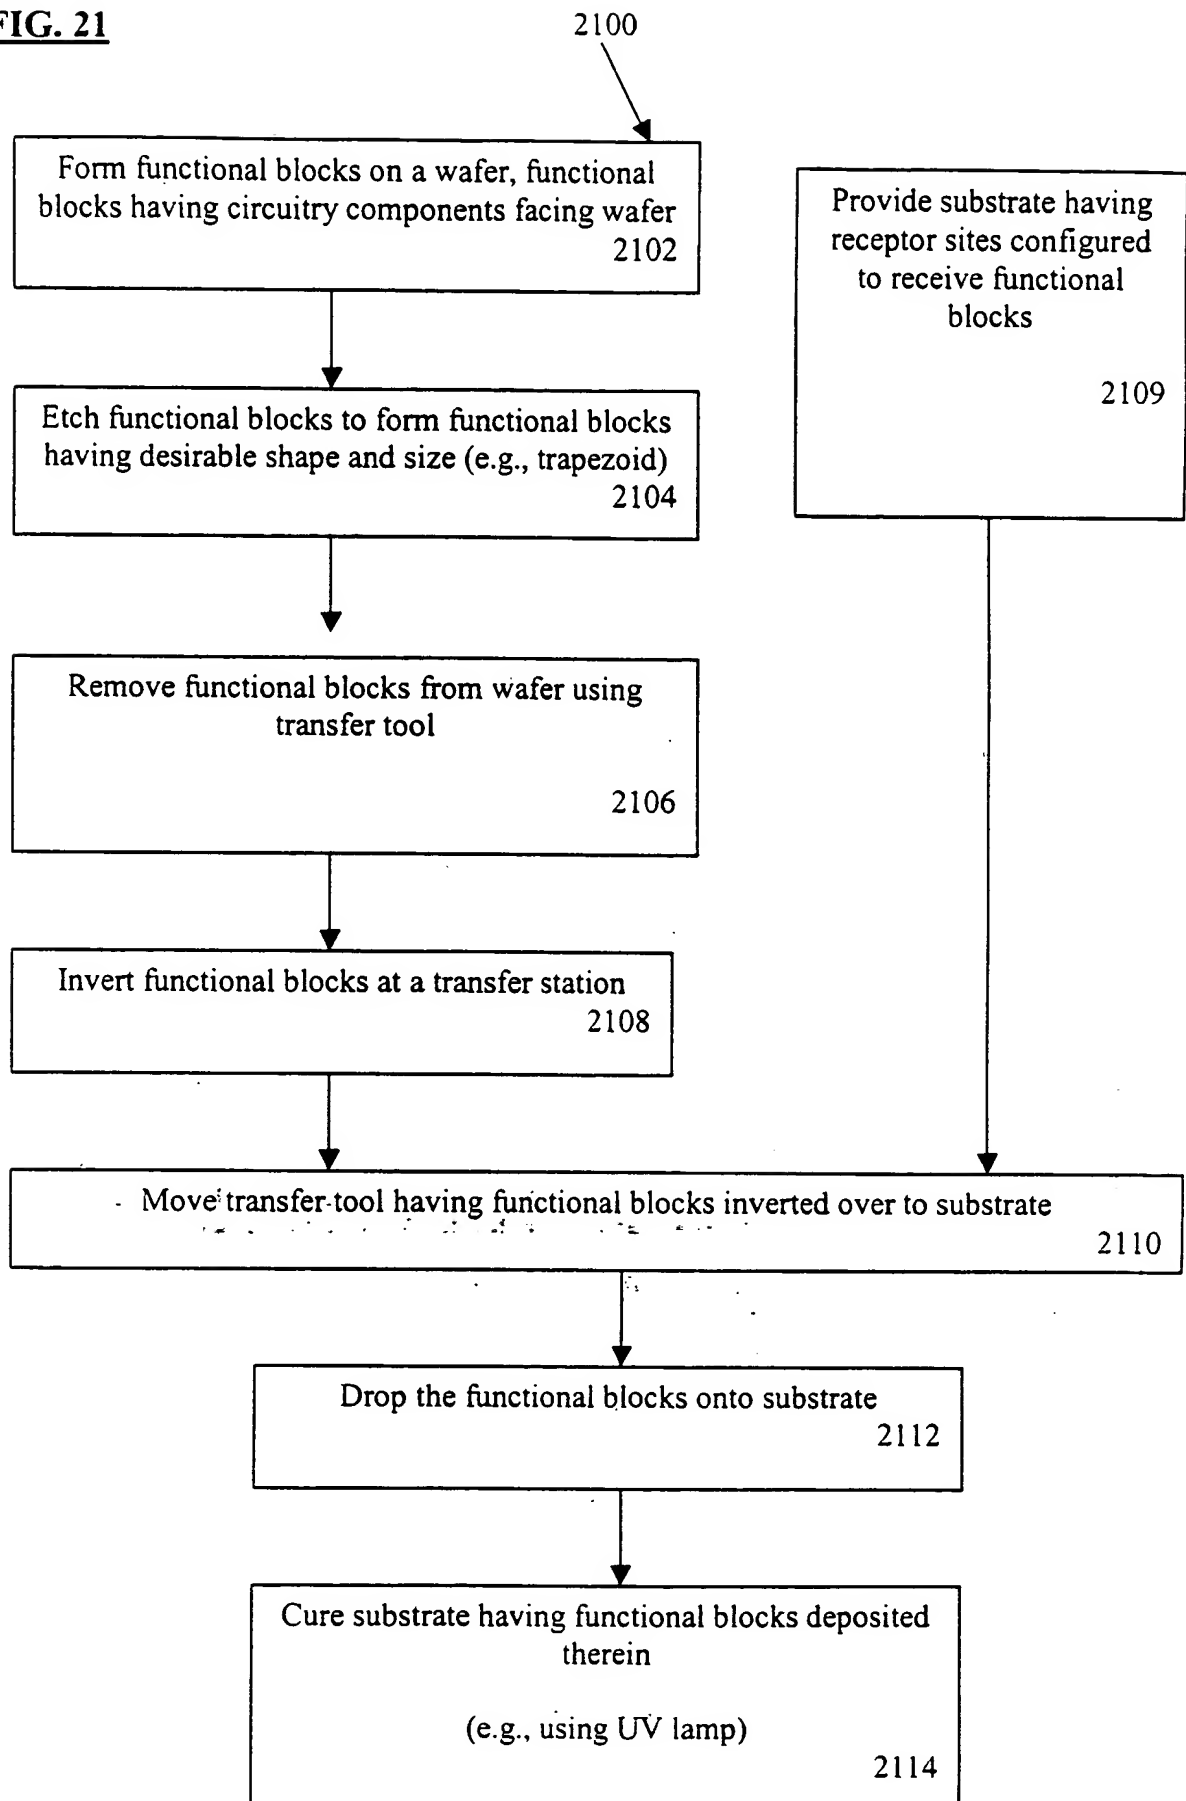 FIG. 21
2100
Form functional blocks on a wafer, functional
blocks having circuitry components facing wafer
2102
Provide substrate having
receptor sites configured
to receive functional
blocks
2109
Etch functional blocks to form functional blocks
having desirable shape and size (e.g., trapezoid)
2104
Remove functional blocks from wafer using
transfer tool
2106
Invert functional blocks at a transfer station
2108
Move transfer tool having functional blocks inverted over to substrate
2110
Drop the functional blocks onto substrate
2112
Cure substrate having functional blocks deposited
therein
(e.g., using UV lamp)
2114